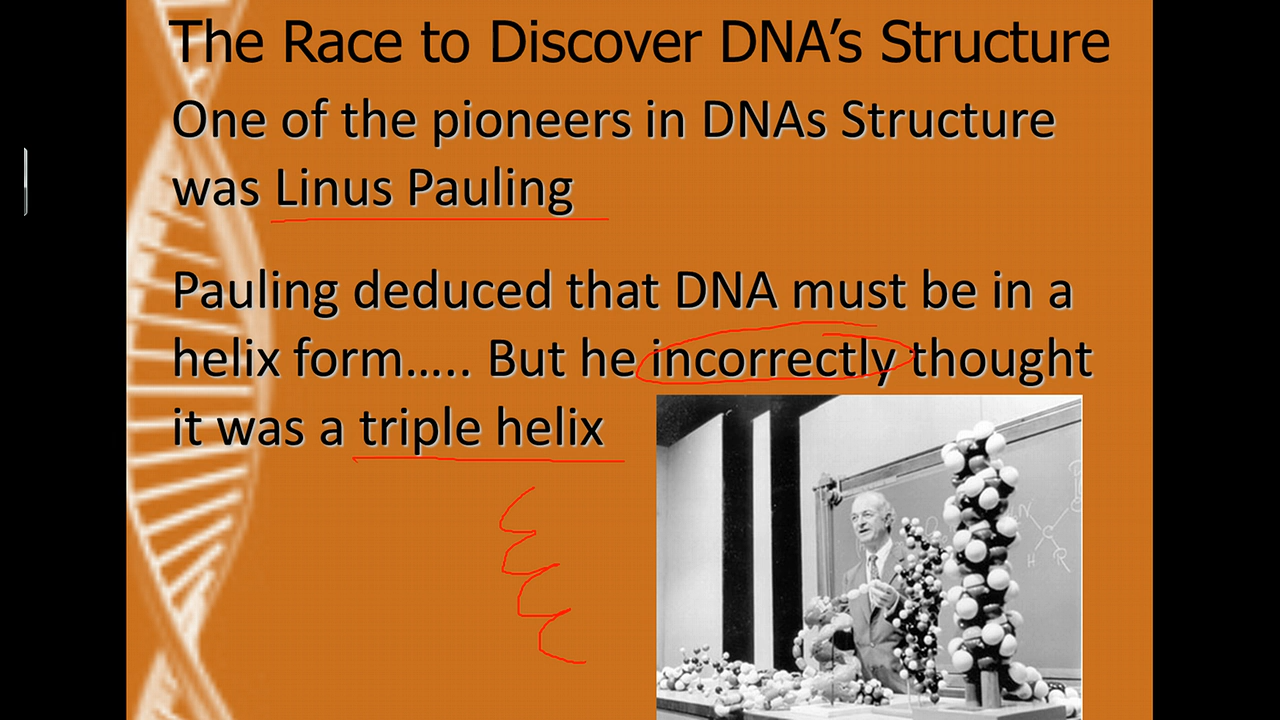 The Race to Discover DNA’s Structure
One of the pioneers in DNAs Structure
was Linus Pauling
Pauling deduced that DNA must be in a
helix form..... But he incorrectly thought
it was a triple helix
H
R